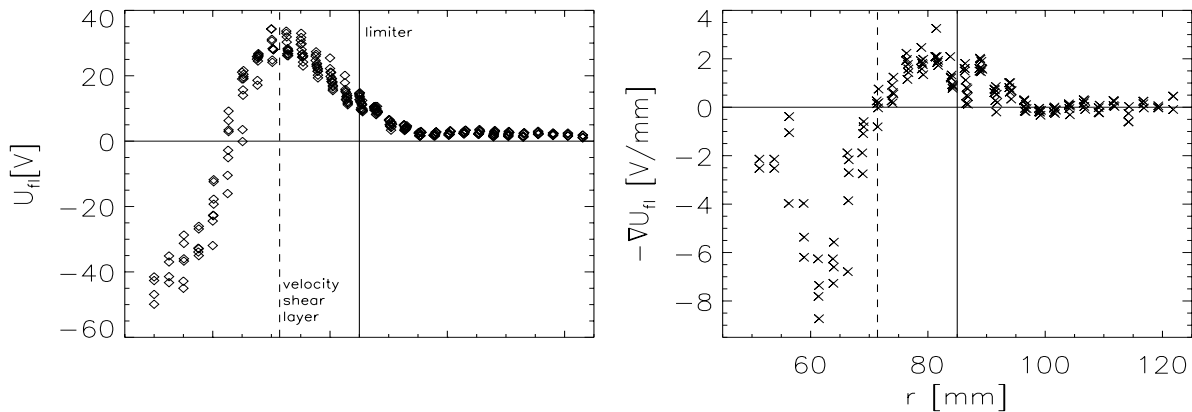 40
20
0
−20
−40
−60
U_fl[V]
limiter
velocity
shear
layer
4
2
0
−2
−4
−6
−8
−∇U_fl [V/mm]
60 80 100 120
r [mm]